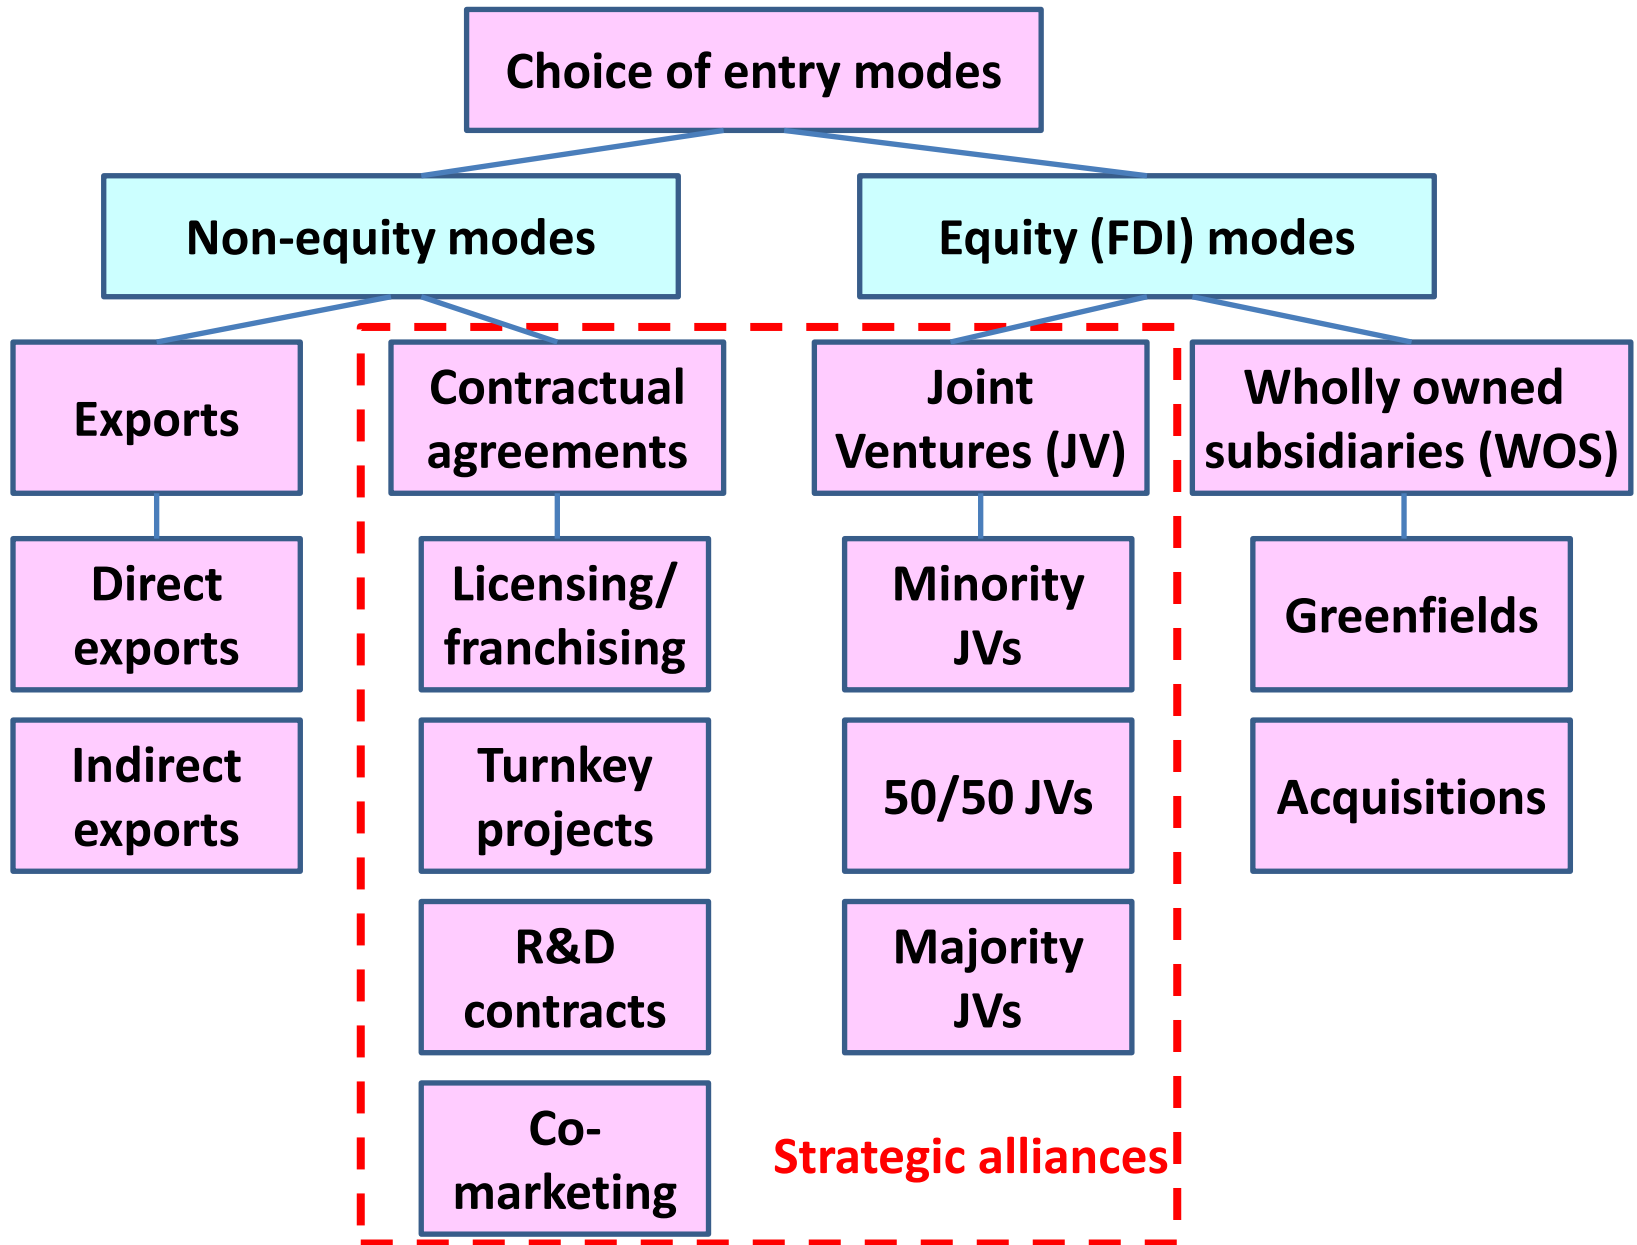 Choice of entry modes
Non-equity modes
Equity (FDI) modes
Exports
Contractual
agreements
Joint
Ventures (JV)
Wholly owned
subsidiaries (WOS)
Direct
exports
Licensing/
franchising
Minority
JVs
Greenfields
Indirect
exports
Turnkey
projects
50/50 JVs
Acquisitions
R&D
contracts
Majority
JVs
Co-
marketing
Strategic alliances